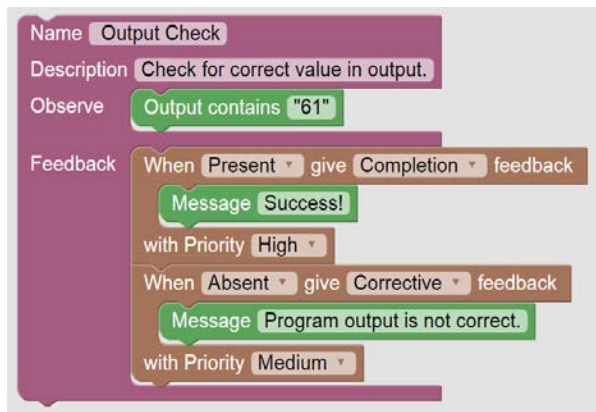 Name Output Check
Description Check for correct value in output.
Observe Output contains "61"
Feedback When Present give Completion feedback
Message Success!
with Priority High
When Absent give Corrective feedback
Message Program output is not correct.
with Priority Medium